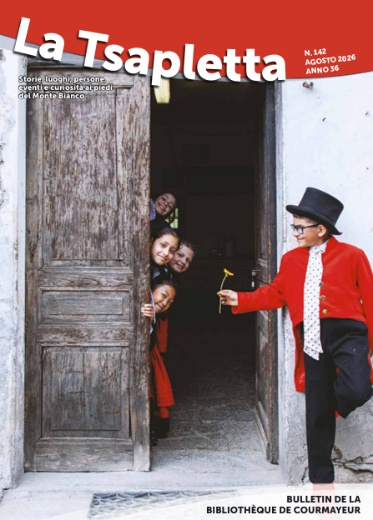 La Tsapletta
N. 142
AGOSTO 2026
ANNO 36
Storie, luoghi, persone,
eventi e curiosità ai piedi
del Monte Bianco
BULLETIN DE LA
BIBLIOTHÈQUE DE COURMAYEUR